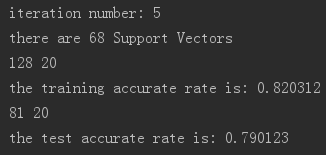 iteration number: 5
there are 68 Support Vectors
128 20
the training accurate rate is: 0.820312
81 20
the test accurate rate is: 0.790123